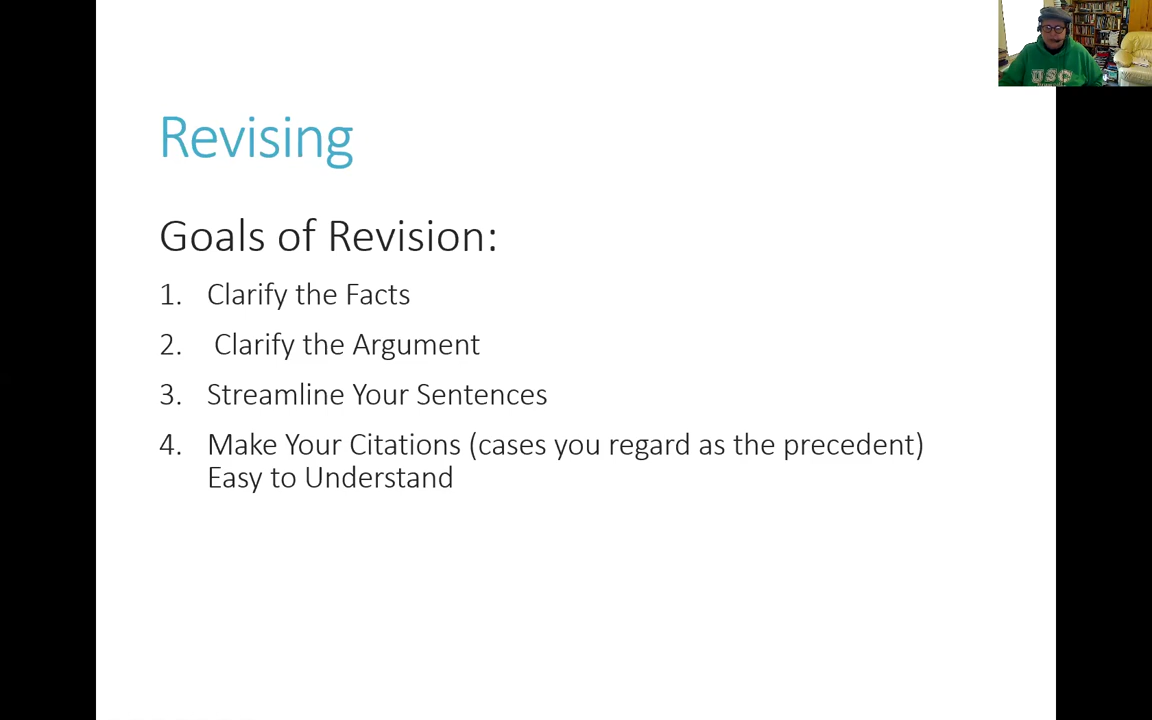 USC
Revising
Goals of Revision:
1. Clarify the Facts
2. Clarify the Argument
3. Streamline Your Sentences
4. Make Your Citations (cases you regard as the precedent)
Easy to Understand